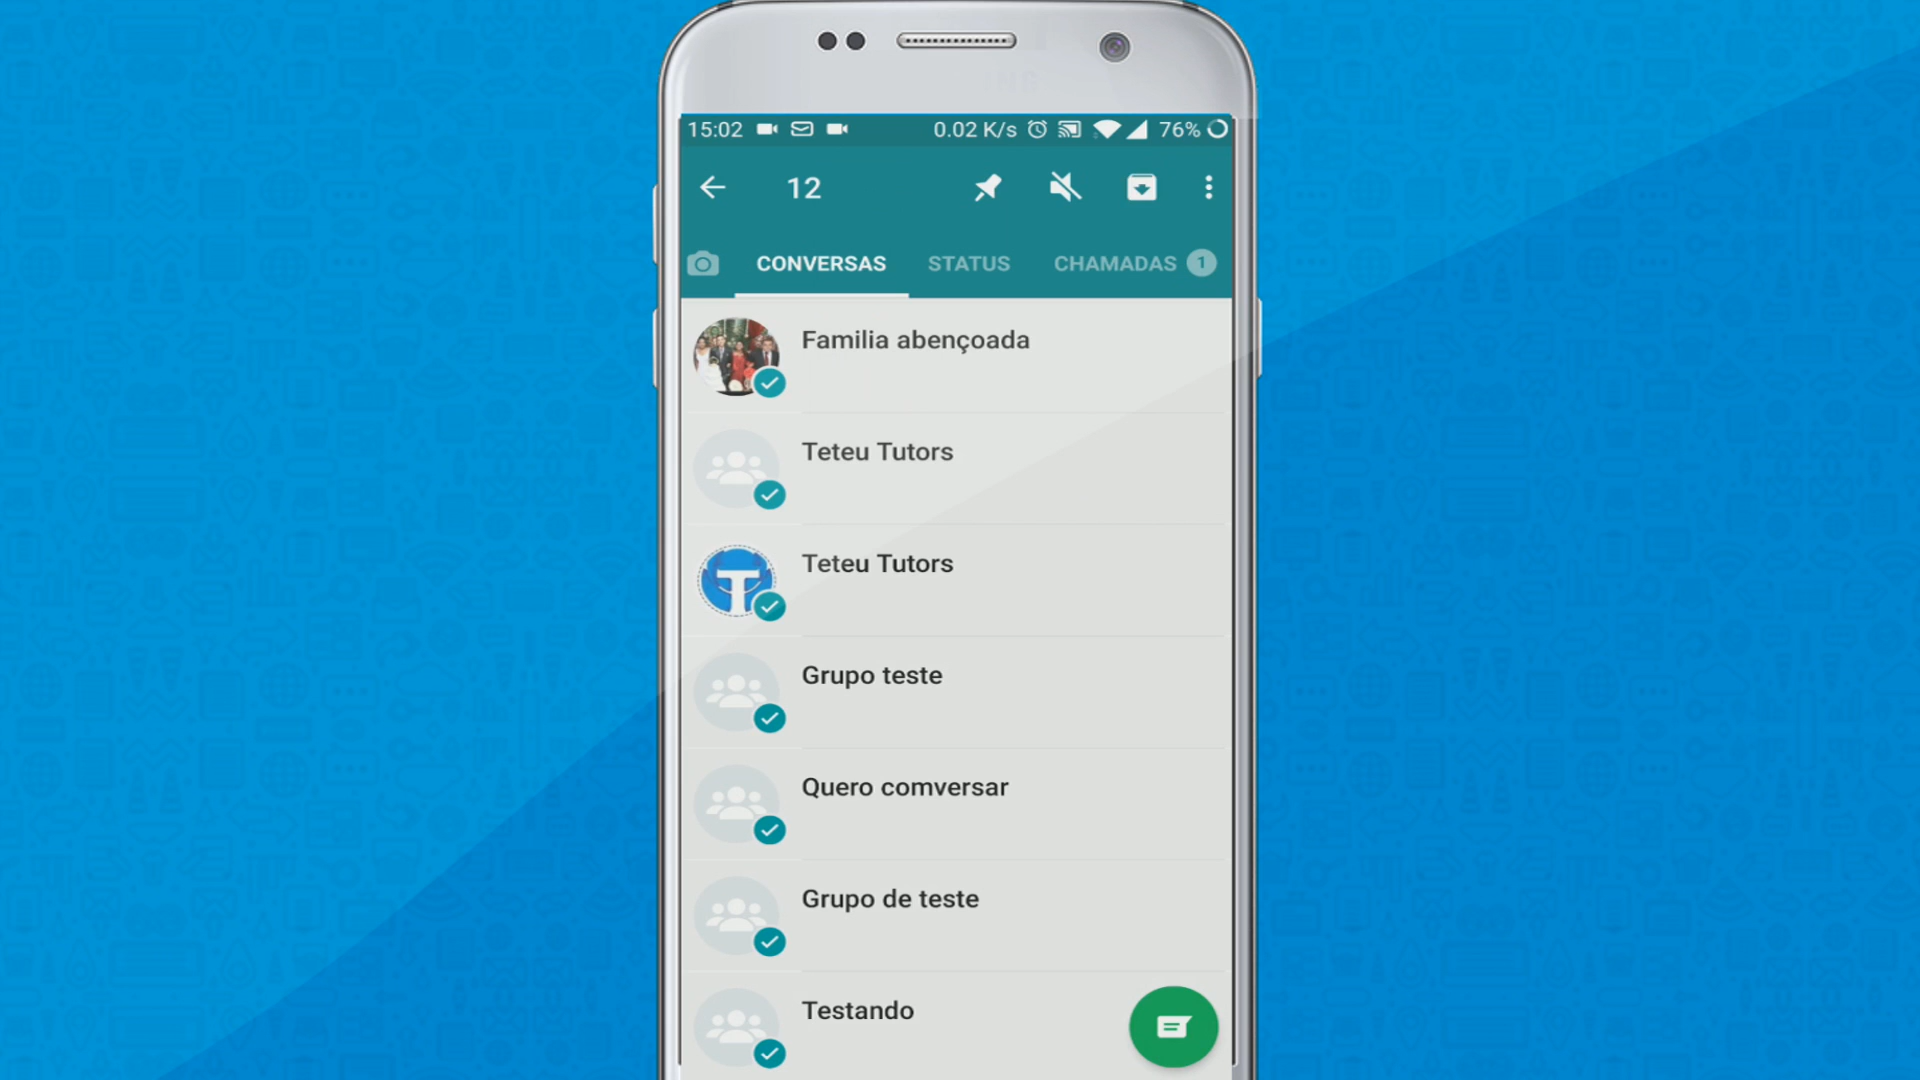 15:02 0.02 K/s 76%
12
CONVERSAS STATUS CHAMADAS 1
Familia abençoada
Teteu Tutors
T
Teteu Tutors
Grupo teste
Quero comversar
Grupo de teste
Testando